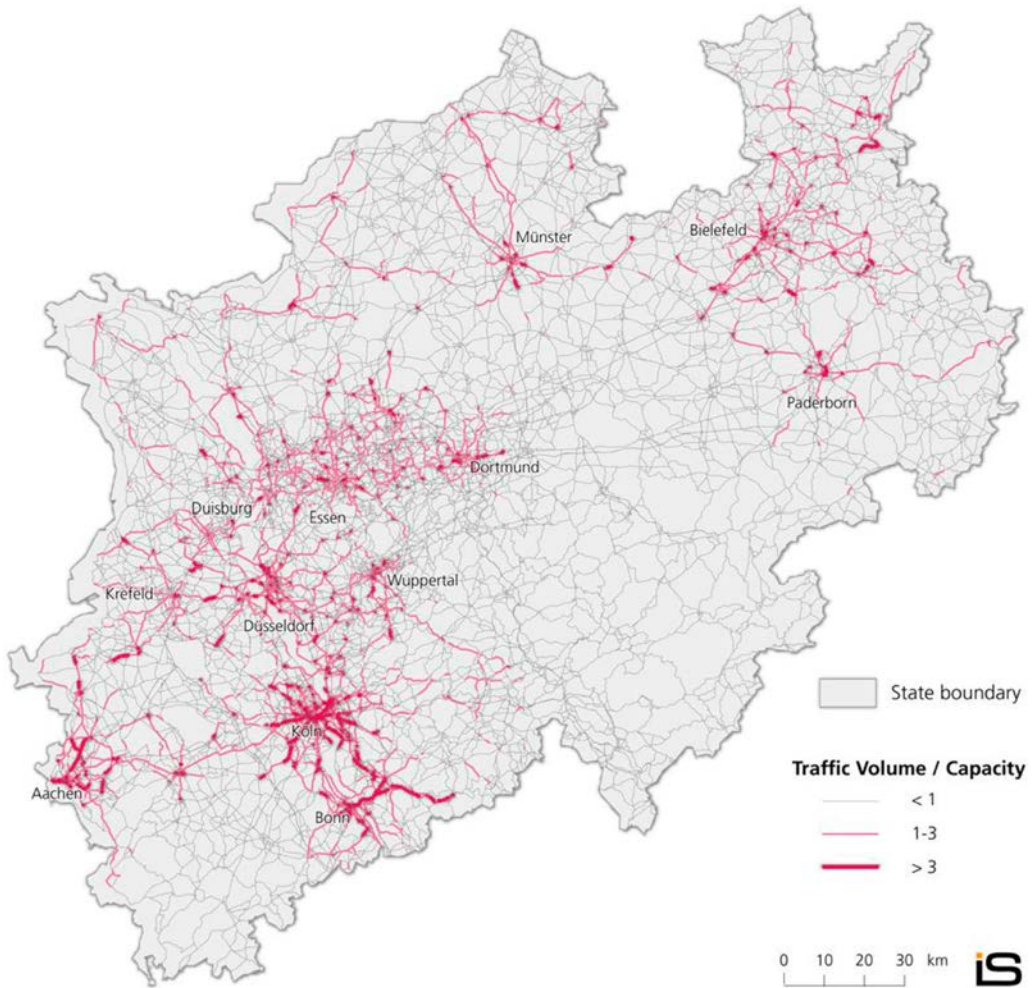 Münster
Bielefeld
Paderborn
Dortmund
Duisburg
Essen
Krefeld
Wuppertal
Düsseldorf
Köln
Aachen
Bonn
State boundary
Traffic Volume / Capacity
< 1
1-3
> 3
0 10 20 30 km
iS